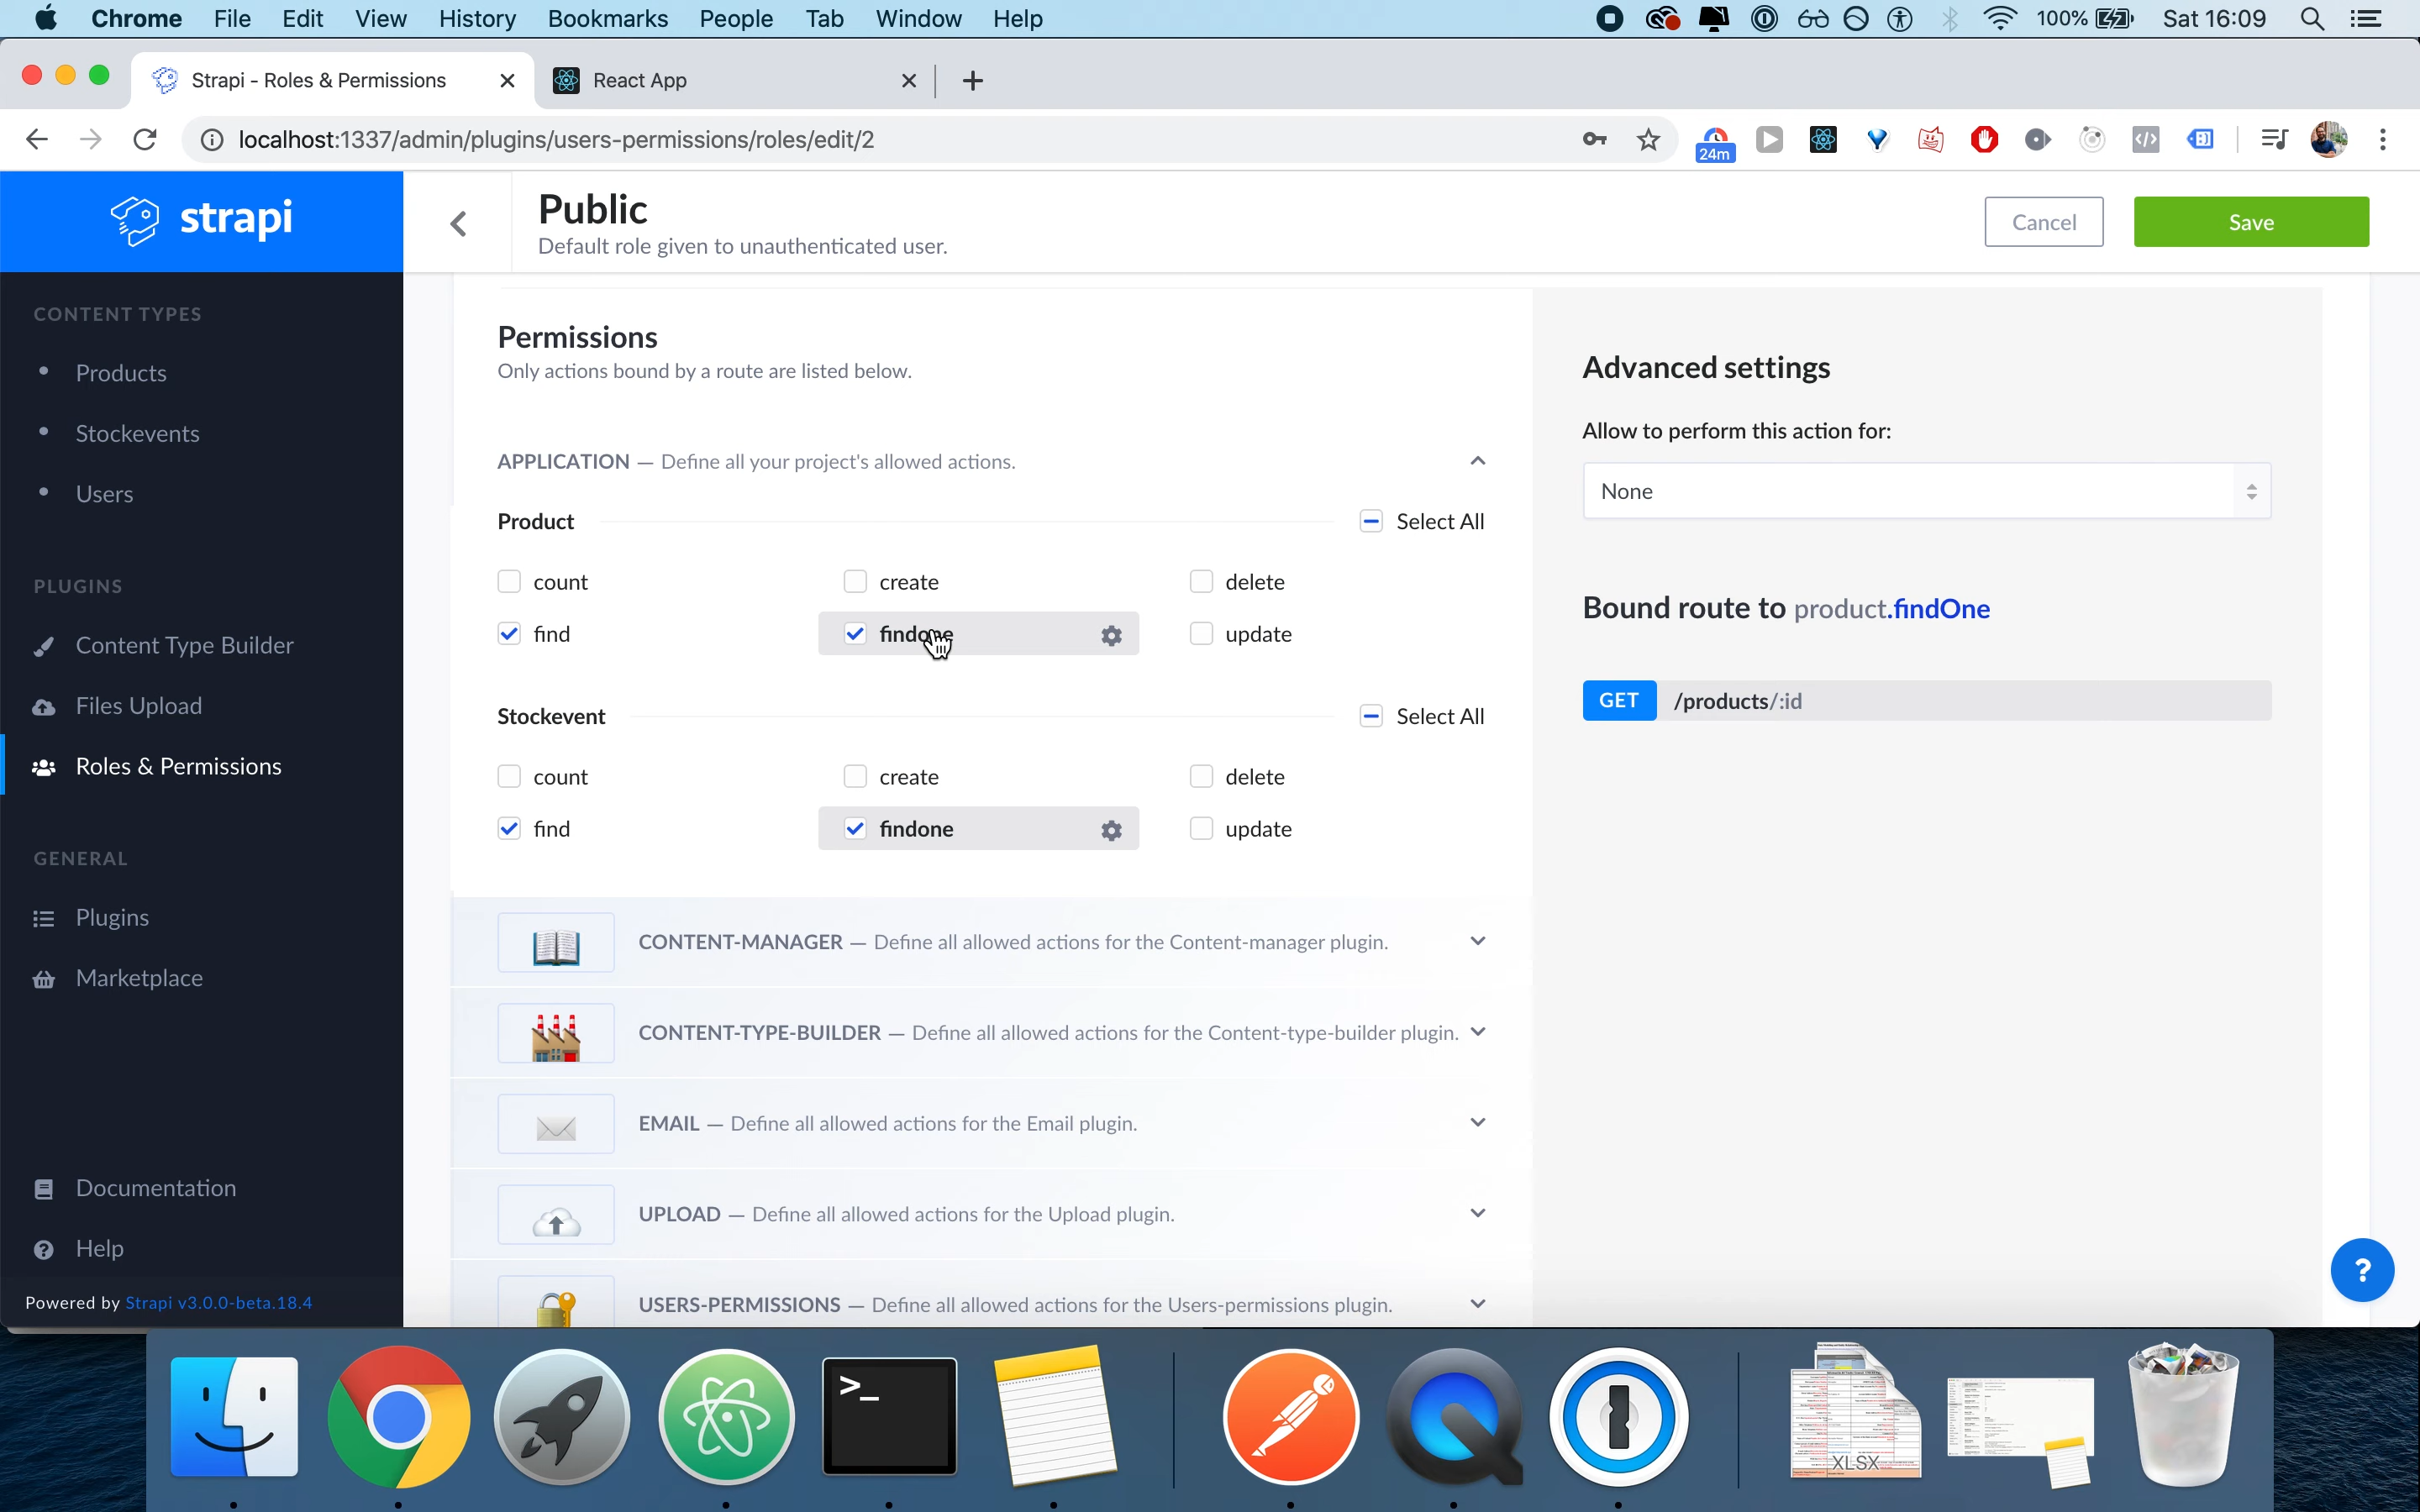 Chrome File Edit View History Bookmarks People Tab Window Help 100% Sat 16:09
Strapi - Roles & Permissions React App
localhost:1337/admin/plugins/users-permissions/roles/edit/2 24m
strapi
CONTENT TYPES
Products
Stockevents
Users
PLUGINS
Content Type Builder
Files Upload
Roles & Permissions
GENERAL
Plugins
Marketplace
Documentation
Help
Powered by Strapi v3.0.0-beta.18.4
Public
Default role given to unauthenticated user.
Cancel Save
Permissions
Only actions bound by a route are listed below.
APPLICATION — Define all your project's allowed actions.
Product Select All
count create delete
find findone update
Stockevent Select All
count create delete
find findone update
CONTENT-MANAGER — Define all allowed actions for the Content-manager plugin.
CONTENT-TYPE-BUILDER — Define all allowed actions for the Content-type-builder plugin.
EMAIL — Define all allowed actions for the Email plugin.
UPLOAD — Define all allowed actions for the Upload plugin.
USERS-PERMISSIONS — Define all allowed actions for the Users-permissions plugin.
Advanced settings
Allow to perform this action for:
None
Bound route to product.findOne
GET /products/:id
?
>_
XLSX